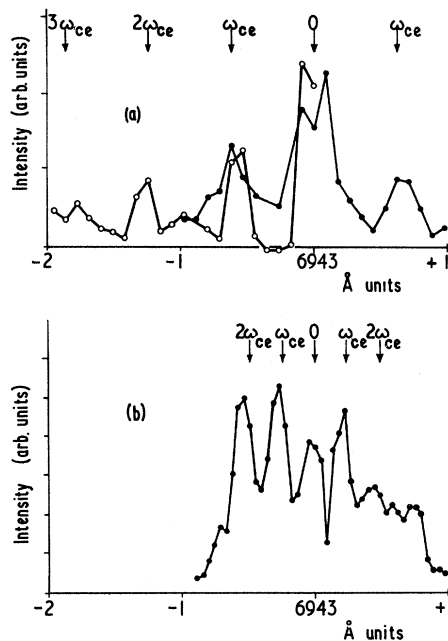 3ωce 2ωce ωce 0 ωce
Intensity (arb. units)
(a)
-2 -1 6943 +1
Å units
2ωce ωce 0 ωce 2ωce
Intensity (arb. units)
(b)
-2 -1 6943 +
Å units